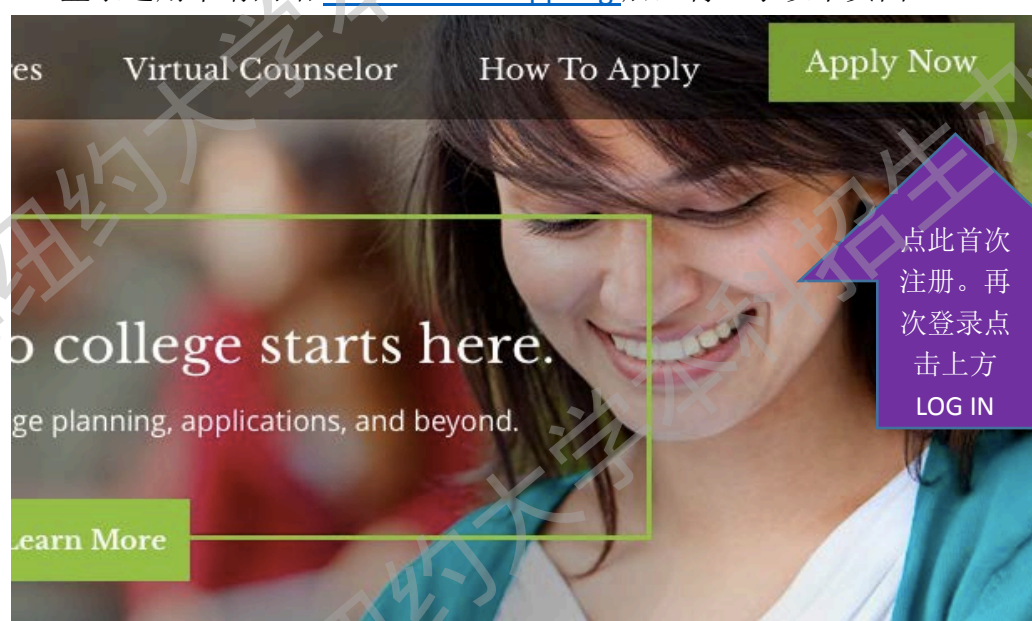 Virtual Counselor
How To Apply
Apply Now
点此首次
注册。再
次登录点
击上方
LOG IN
o college starts here.
ge planning, applications, and beyond.
Learn More